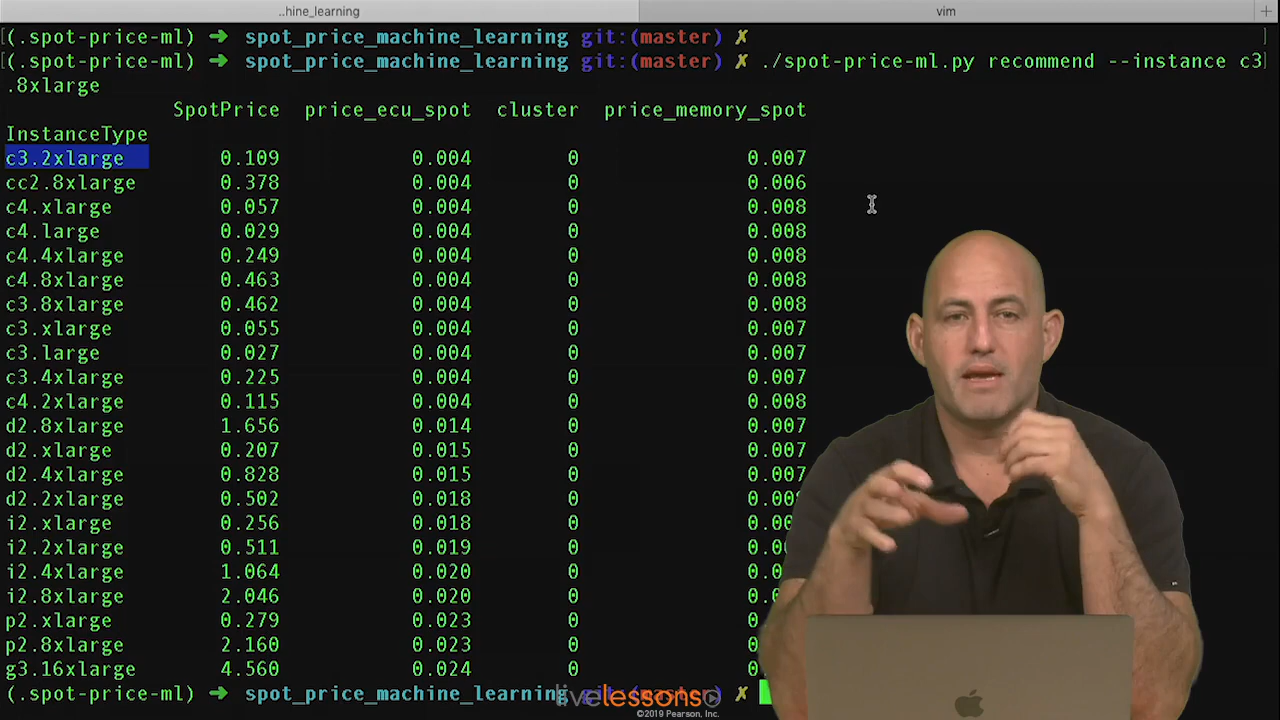 ..hine_learning vim +
(.spot-price-ml) ➜ spot_price_machine_learning git:(master) ✗
(.spot-price-ml) ➜ spot_price_machine_learning git:(master) ✗ ./spot-price-ml.py recommend --instance c3
.8xlarge
SpotPrice price_ecu_spot cluster price_memory_spot
InstanceType
c3.2xlarge 0.109 0.004 0 0.007
cc2.8xlarge 0.378 0.004 0 0.006
c4.xlarge 0.057 0.004 0 0.008
c4.large 0.029 0.004 0 0.008
c4.4xlarge 0.249 0.004 0 0.008
c4.8xlarge 0.463 0.004 0 0.008
c3.8xlarge 0.462 0.004 0 0.008
c3.xlarge 0.055 0.004 0 0.007
c3.large 0.027 0.004 0 0.007
c3.4xlarge 0.225 0.004 0 0.007
c4.2xlarge 0.115 0.004 0 0.008
d2.8xlarge 1.656 0.014 0 0.007
d2.xlarge 0.207 0.015 0 0.007
d2.4xlarge 0.828 0.015 0 0.007
d2.2xlarge 0.502 0.018 0
i2.xlarge 0.256 0.018 0
i2.2xlarge 0.511 0.019 0
i2.4xlarge 1.064 0.020 0
i2.8xlarge 2.046 0.020 0
p2.xlarge 0.279 0.023 0
p2.8xlarge 2.160 0.023 0
g3.16xlarge 4.560 0.024 0
(.spot-price-ml) ➜ spot_price_machine_learning git:(master) ✗
livelessons
©2019 Pearson, Inc.